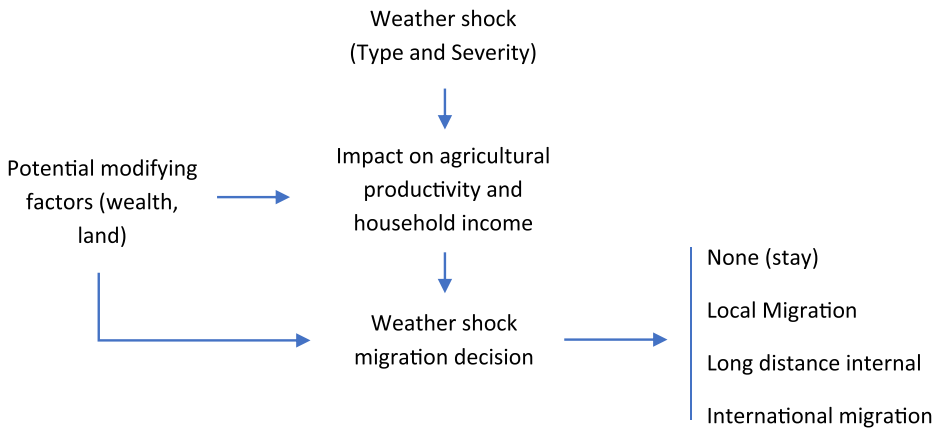 Weather shock
(Type and Severity)
Potential modifying
factors (wealth,
land)
Impact on agricultural
productivity and
household income
Weather shock
migration decision
None (stay)
Local Migration
Long distance internal
International migration